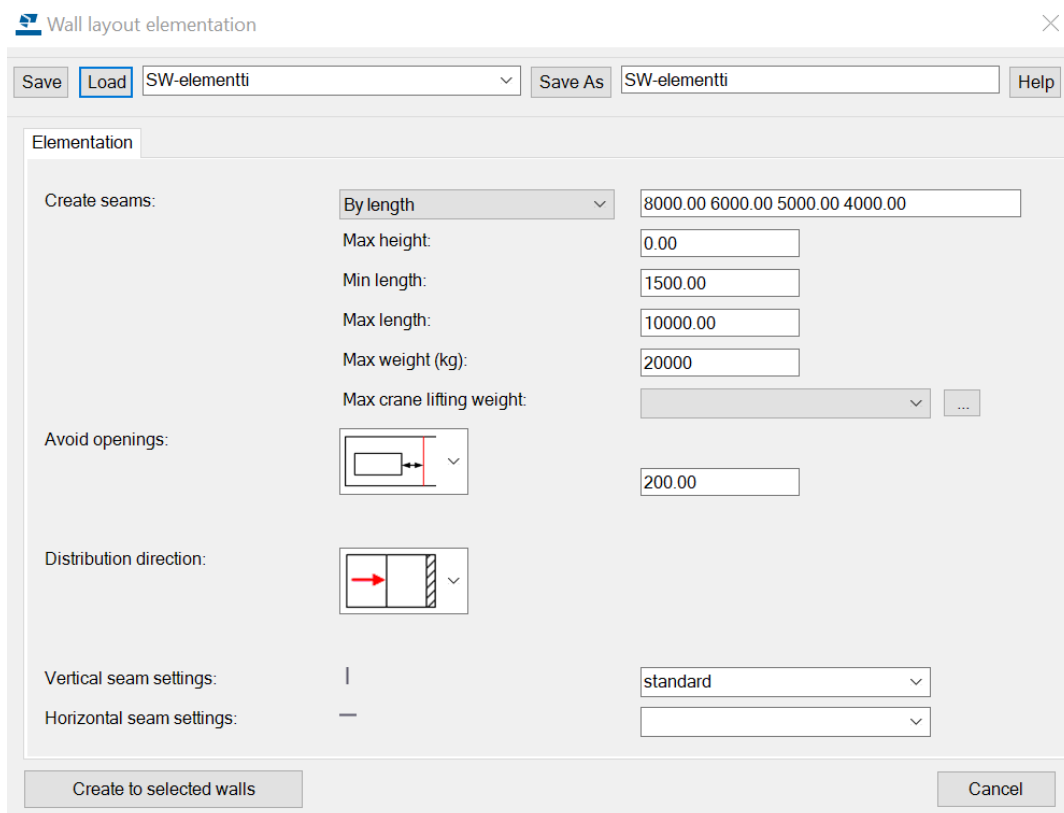 Wall layout elementation
Save Load SW-elementti Save As SW-elementti Help
Elementation
Create seams: By length 8000.00 6000.00 5000.00 4000.00
Max height: 0.00
Min length: 1500.00
Max length: 10000.00
Max weight (kg): 20000
Max crane lifting weight: ...
Avoid openings:
200.00
Distribution direction:
Vertical seam settings: standard
Horizontal seam settings:
Create to selected walls Cancel